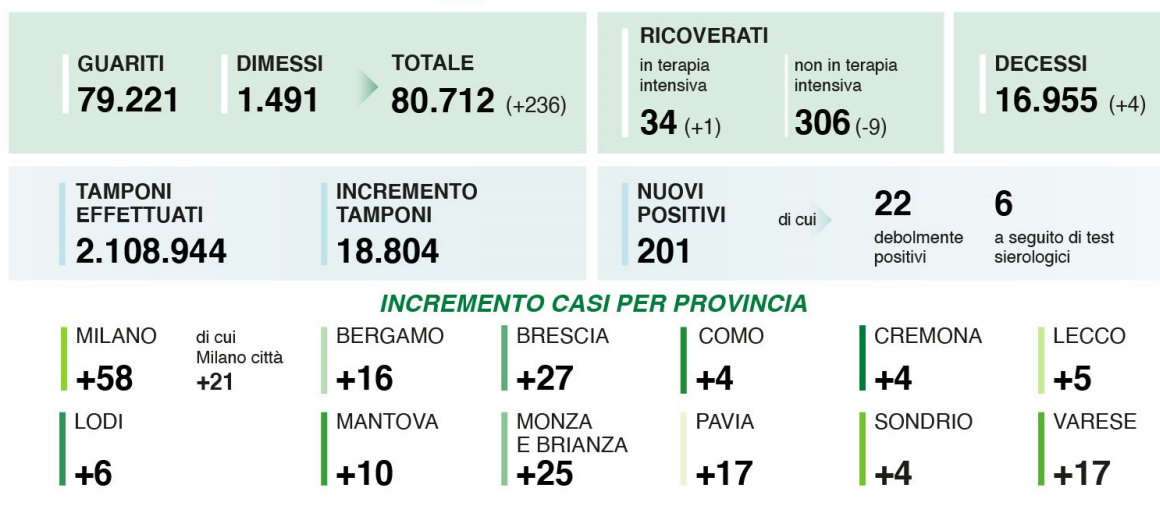 GUARITI
79.221
DIMESSI
1.491
TOTALE
80.712 (+236)
RICOVERATI
in terapia
intensiva
34 (+1)
non in terapia
intensiva
306 (-9)
DECESSI
16.955 (+4)
TAMPONI
EFFETTUATI
2.108.944
INCREMENTO
TAMPONI
18.804
NUOVI
POSITIVI
201
di cui
22
debolmente
positivi
6
a seguito di test
sierologici
INCREMENTO CASI PER PROVINCIA
MILANO
+58
di cui
Milano città
+21
BERGAMO
+16
BRESCIA
+27
COMO
+4
CREMONA
+4
LECCO
+5
LODI
+6
MANTOVA
+10
MONZA
E BRIANZA
+25
PAVIA
+17
SONDRIO
+4
VARESE
+17